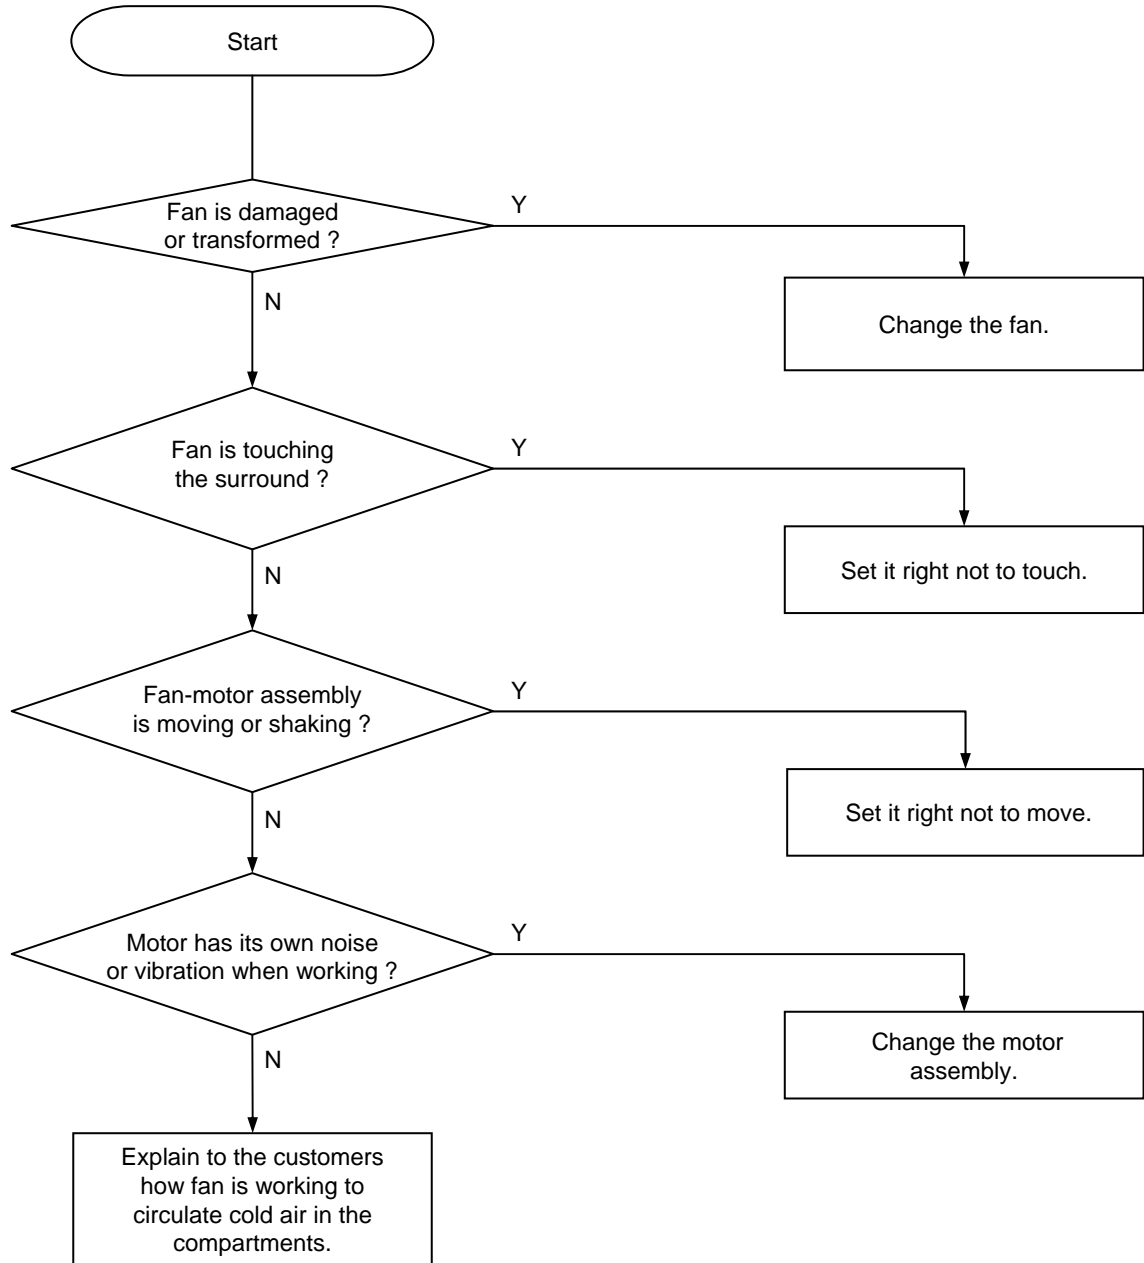 Start
Fan is damaged
or transformed ?
Y
Change the fan.
N
Fan is touching
the surround ?
Y
Set it right not to touch.
N
Fan-motor assembly
is moving or shaking ?
Y
Set it right not to move.
N
Motor has its own noise
or vibration when working ?
Y
Change the motor
assembly.
N
Explain to the customers
how fan is working to
circulate cold air in the
compartments.